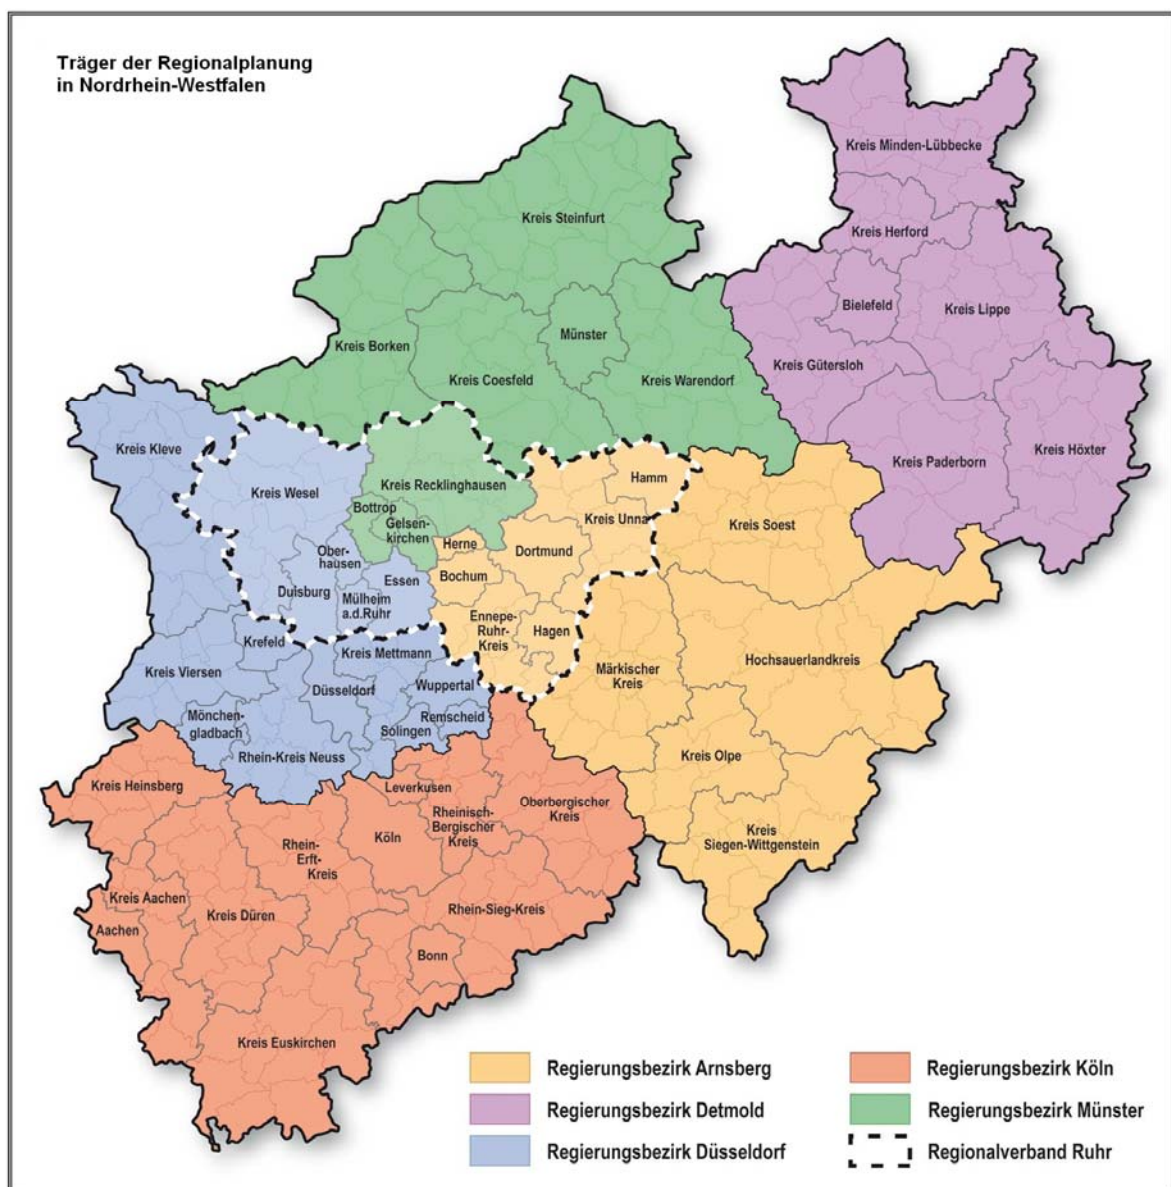 Träger der Regionalplanung
in Nordrhein-Westfalen
Kreis Minden-Lübbecke
Kreis Steinfurt
Kreis Herford
Bielefeld
Kreis Lippe
Münster
Kreis Borken
Kreis Gütersloh
Kreis Coesfeld
Kreis Warendorf
Kreis Kleve
Kreis Höxter
Kreis Paderborn
Hamm
Kreis Recklinghausen
Kreis Wesel
Bottrop
Kreis Unna
Gelsen-
kirchen
Kreis Soest
Herne
Dortmund
Ober-
hausen
Bochum
Essen
Duisburg
Mülheim
a.d.Ruhr
Ennepe-
Ruhr-
Kreis
Hagen
Krefeld
Kreis Mettmann
Hochsauerlandkreis
Märkischer
Kreis
Kreis Viersen
Düsseldorf
Wuppertal
Mönchen-
gladbach
Remscheid
Solingen
Rhein-Kreis Neuss
Kreis Olpe
Kreis Heinsberg
Leverkusen
Oberbergischer
Kreis
Rheinisch-
Bergischer
Kreis
Köln
Kreis
Siegen-Wittgenstein
Rhein-
Erft-
Kreis
Kreis Aachen
Rhein-Sieg-Kreis
Kreis Düren
Aachen
Bonn
Kreis Euskirchen
Regierungsbezirk Arnsberg
Regierungsbezirk Köln
Regierungsbezirk Detmold
Regierungsbezirk Münster
Regierungsbezirk Düsseldorf
Regionalverband Ruhr